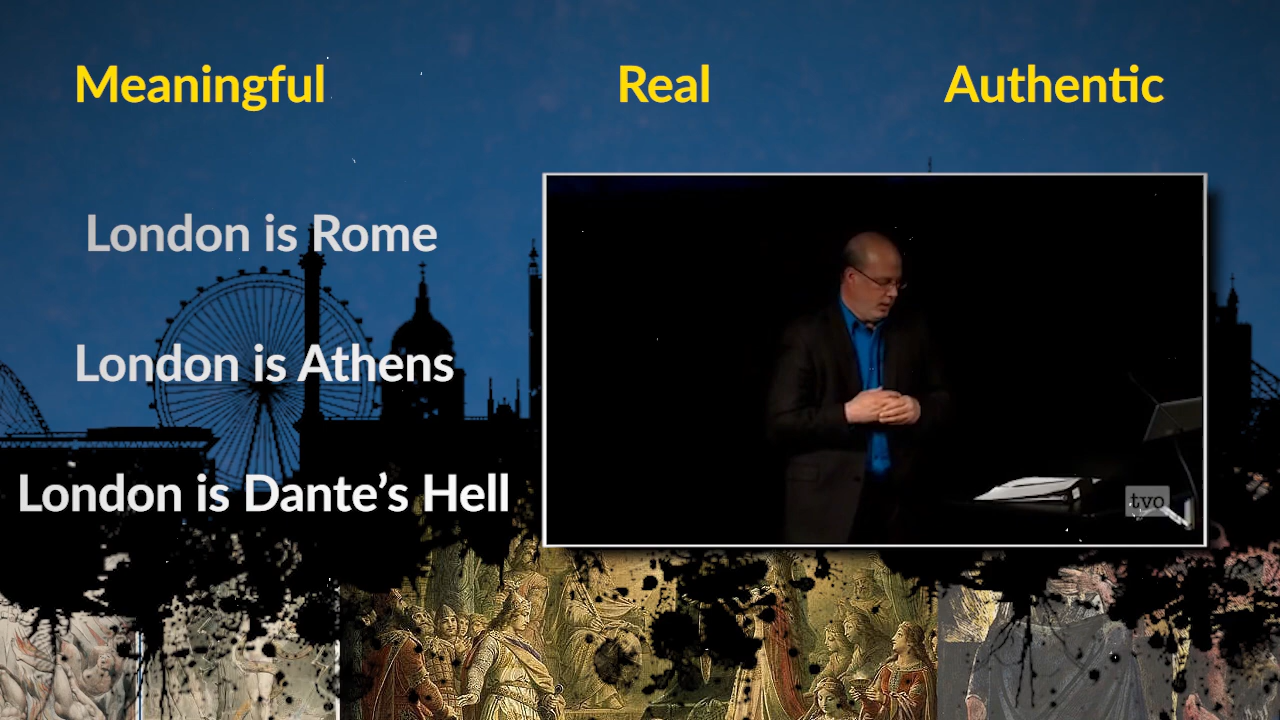 Meaningful Real Authentic
London is Rome
London is Athens
London is Dante’s Hell
tvo